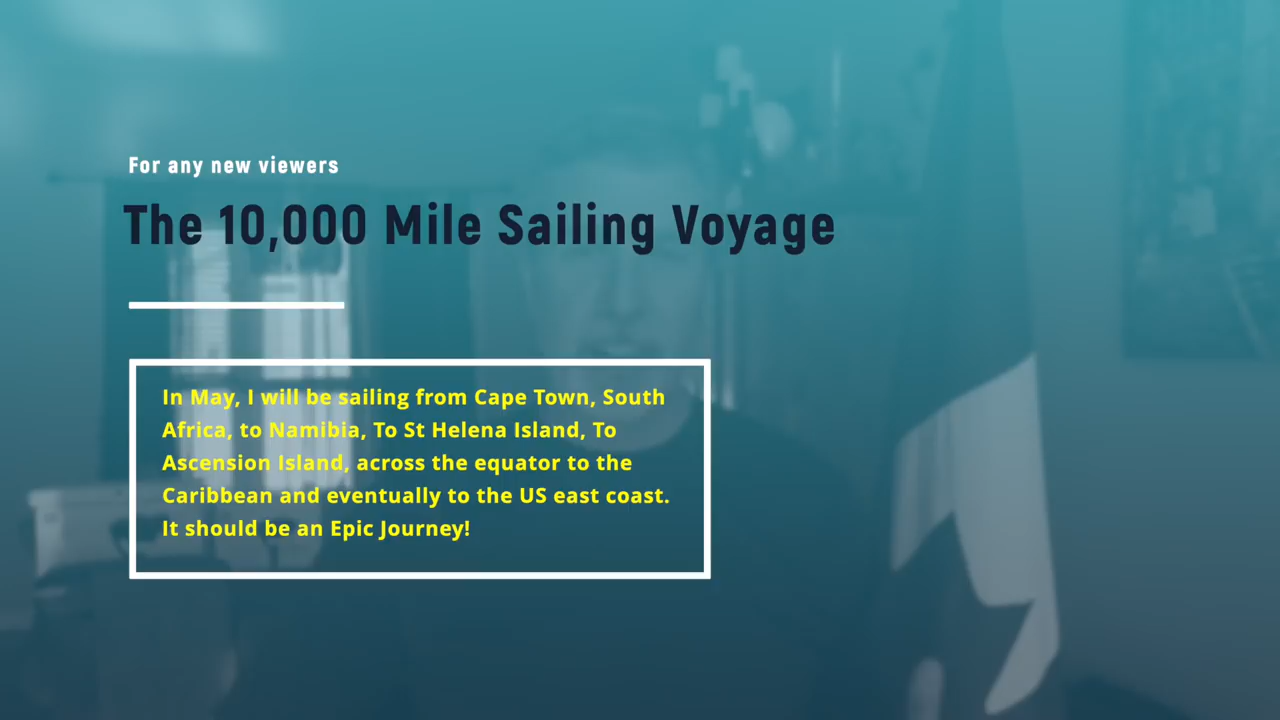 For any new viewers
The 10,000 Mile Sailing Voyage
In May, I will be sailing from Cape Town, South
Africa, to Namibia, To St Helena Island, To
Ascension Island, across the equator to the
Caribbean and eventually to the US east coast.
It should be an Epic Journey!